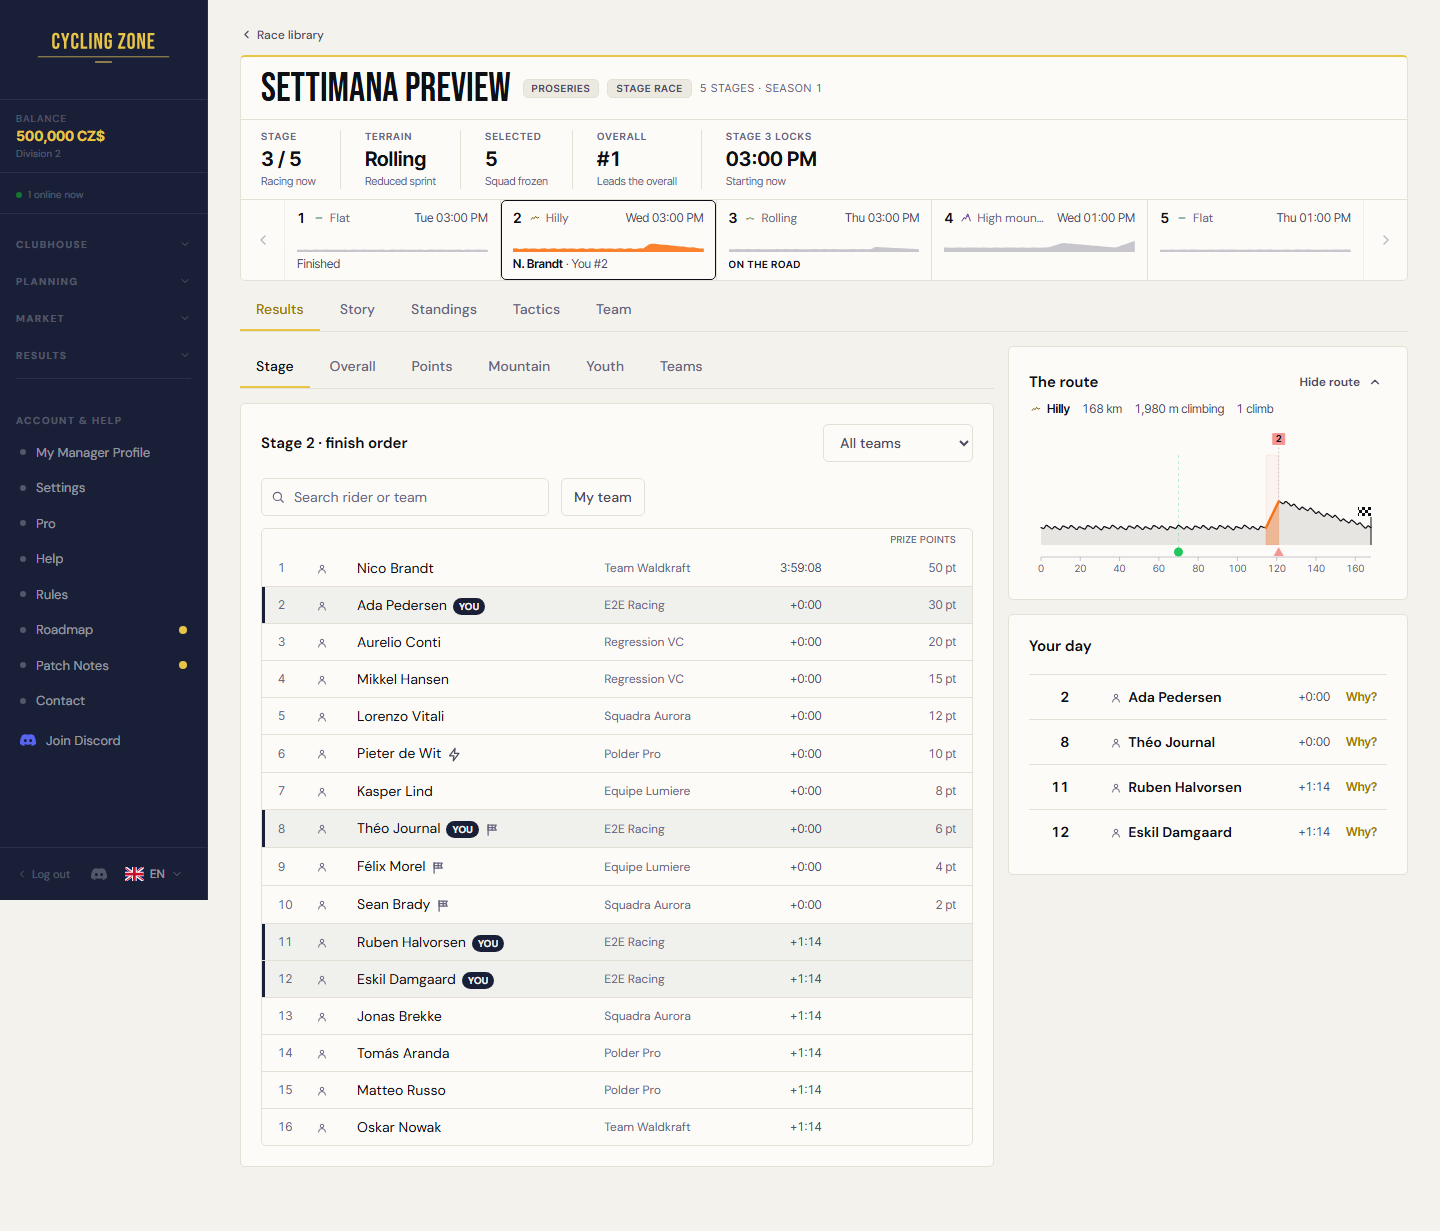 CYCLING ZONE
BALANCE
500,000 CZ$
Division 2
1 online now
CLUBHOUSE
PLANNING
MARKET
RESULTS
ACCOUNT & HELP
My Manager Profile
Settings
Pro
Help
Rules
Roadmap
Patch Notes
Contact
Join Discord
Log out
EN
Race library
SETTIMANA PREVIEW PROSERIES STAGE RACE 5 STAGES · SEASON 1
STAGE
3 / 5
Racing now
TERRAIN
Rolling
Reduced sprint
SELECTED
5
Squad frozen
OVERALL
#1
Leads the overall
STAGE 3 LOCKS
03:00 PM
Starting now
1 Flat Tue 03:00 PM
Finished
2 Hilly Wed 03:00 PM
N. Brandt · You #2
3 Rolling Thu 03:00 PM
ON THE ROAD
4 High moun... Wed 01:00 PM
5 Flat Thu 01:00 PM
Results Story Standings Tactics Team
Stage Overall Points Mountain Youth Teams
Stage 2 · finish order All teams
Search rider or team My team
PRIZE POINTS
1 Nico Brandt Team Waldkraft 3:59:08 50 pt
2 Ada Pedersen YOU E2E Racing +0:00 30 pt
3 Aurelio Conti Regression VC +0:00 20 pt
4 Mikkel Hansen Regression VC +0:00 15 pt
5 Lorenzo Vitali Squadra Aurora +0:00 12 pt
6 Pieter de Wit Polder Pro +0:00 10 pt
7 Kasper Lind Equipe Lumiere +0:00 8 pt
8 Théo Journal YOU E2E Racing +0:00 6 pt
9 Félix Morel Equipe Lumiere +0:00 4 pt
10 Sean Brady Squadra Aurora +0:00 2 pt
11 Ruben Halvorsen YOU E2E Racing +1:14
12 Eskil Damgaard YOU E2E Racing +1:14
13 Jonas Brekke Squadra Aurora +1:14
14 Tomás Aranda Polder Pro +1:14
15 Matteo Russo Polder Pro +1:14
16 Oskar Nowak Team Waldkraft +1:14
The route Hide route
Hilly 168 km 1,980 m climbing 1 climb
2
0 20 40 60 80 100 120 140 160
Your day
2 Ada Pedersen +0:00 Why?
8 Théo Journal +0:00 Why?
11 Ruben Halvorsen +1:14 Why?
12 Eskil Damgaard +1:14 Why?